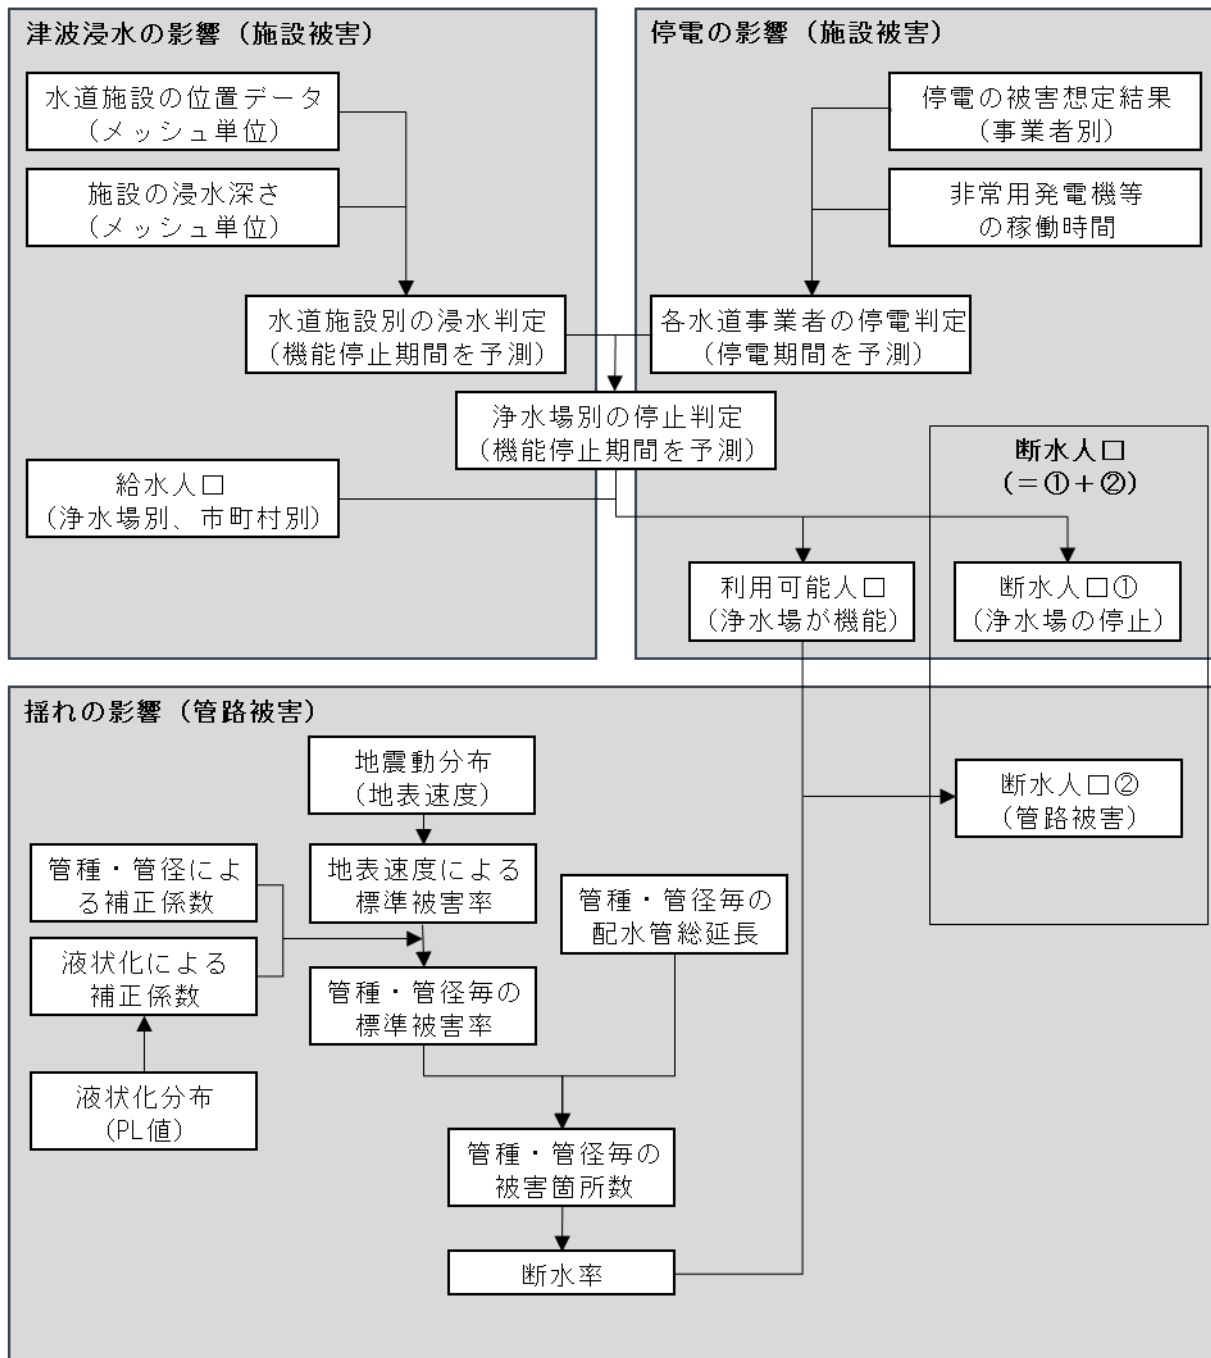 津波浸水の影響（施設被害）
水道施設の位置データ
（メッシュ単位）
施設の浸水深さ
（メッシュ単位）
水道施設別の浸水判定
（機能停止期間を予測）
停電の影響（施設被害）
停電の被害想定結果
（事業者別）
非常用発電機等
の稼働時間
各水道事業者の停電判定
（停電期間を予測）
浄水場別の停止判定
（機能停止期間を予測）
給水人口
（浄水場別、市町村別）
断水人口
（＝①＋②）
利用可能人口
（浄水場が機能）
断水人口①
（浄水場の停止）
揺れの影響（管路被害）
地震動分布
（地表速度）
断水人口②
（管路被害）
管種・管径によ
る補正係数
地表速度による
標準被害率
管種・管径毎の
配水管総延長
液状化による
補正係数
管種・管径毎の
標準被害率
液状化分布
（PL値）
管種・管径毎の
被害箇所数
断水率